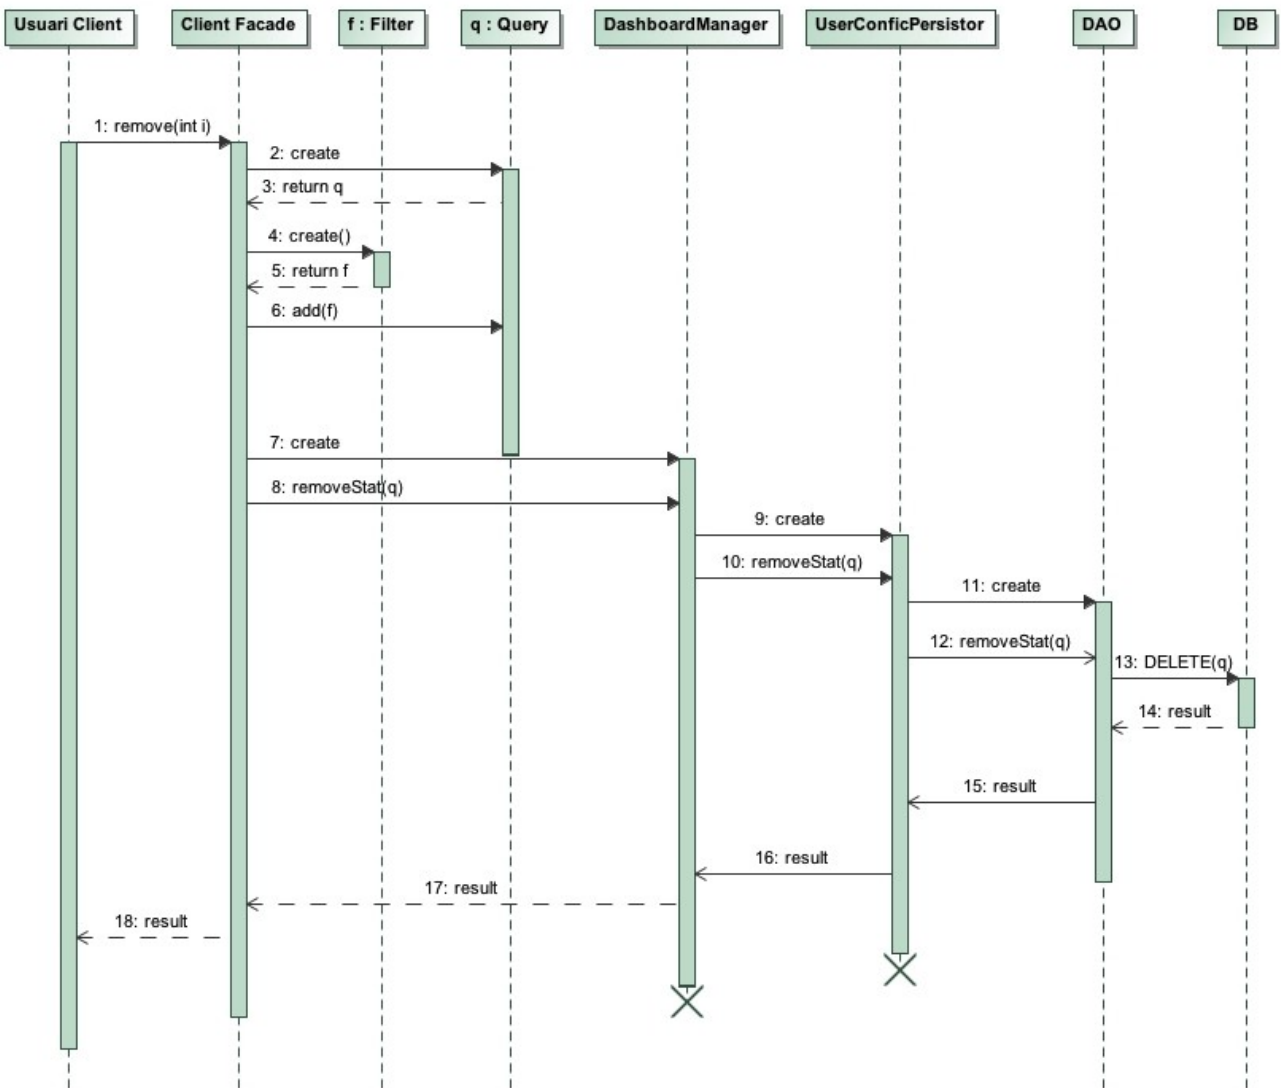 Usuari Client
Client Facade
f : Filter
q : Query
DashboardManager
UserConficPersistor
DAO
DB
1: remove(int i)
2: create
3: return q
4: create()
5: return f
6: add(f)
7: create
8: removeStat(q)
9: create
10: removeStat(q)
11: create
12: removeStat(q)
13: DELETE(q)
14: result
15: result
16: result
17: result
18: result